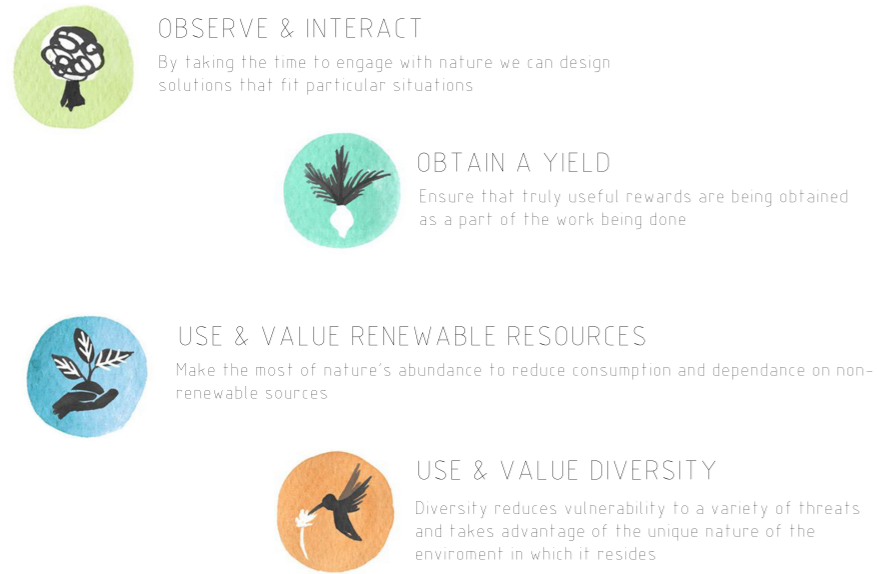 OBSERVE & INTERACT
By taking the time to engage with nature we can design
solutions that fit particular situations
OBTAIN A YIELD
Ensure that truly useful rewards are being obtained
as a part of the work being done
USE & VALUE RENEWABLE RESOURCES
Make the most of nature's abundance to reduce consumption and dependance on non-
renewable sources
USE & VALUE DIVERSITY
Diversity reduces vulnerability to a variety of threats
and takes advantage of the unique nature of the
enviroment in which it resides